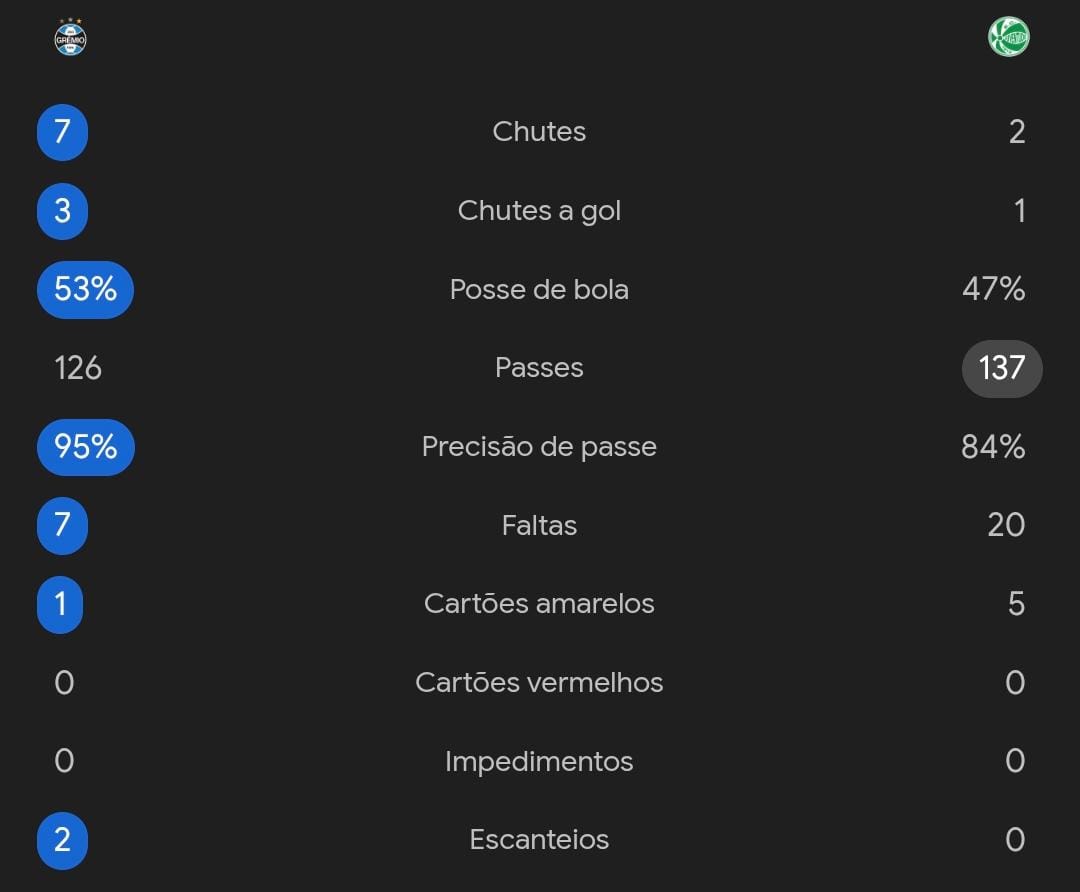 GRÊMIO
7 Chutes 2
3 Chutes a gol 1
53% Posse de bola 47%
126 Passes 137
95% Precisão de passe 84%
7 Faltas 20
1 Cartões amarelos 5
0 Cartões vermelhos 0
0 Impedimentos 0
2 Escanteios 0